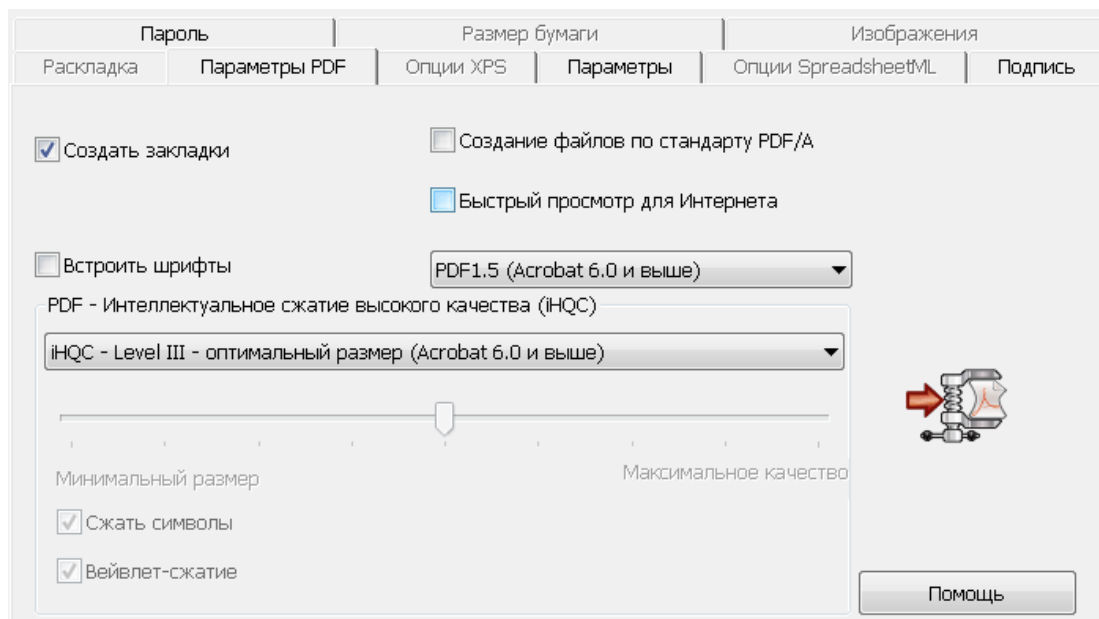 Пароль Размер бумаги Изображения
Раскладка Параметры PDF Опции XPS Параметры Опции SpreadsheetML Подпись
Создать закладки Создание файлов по стандарту PDF/A
Быстрый просмотр для Интернета
Встроить шрифты PDF1.5 (Acrobat 6.0 и выше)
PDF - Интеллектуальное сжатие высокого качества (iHQC)
iHQC - Level III - оптимальный размер (Acrobat 6.0 и выше)
Минимальный размер Максимальное качество
Сжать символы
Вейвлет-сжатие
Помощь